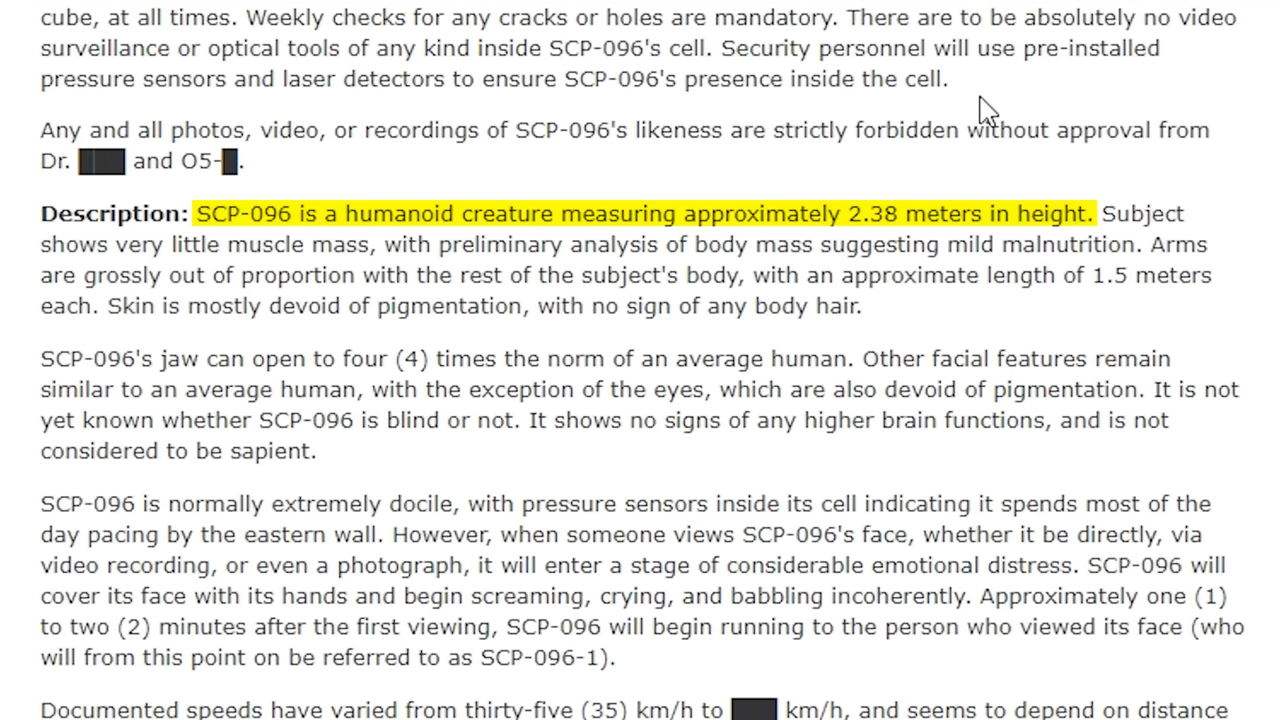 cube, at all times. Weekly checks for any cracks or holes are mandatory. There are to be absolutely no video
surveillance or optical tools of any kind inside SCP-096's cell. Security personnel will use pre-installed
pressure sensors and laser detectors to ensure SCP-096's presence inside the cell.
Any and all photos, video, or recordings of SCP-096's likeness are strictly forbidden without approval from
Dr. ███ and O5-█.
Description: SCP-096 is a humanoid creature measuring approximately 2.38 meters in height. Subject
shows very little muscle mass, with preliminary analysis of body mass suggesting mild malnutrition. Arms
are grossly out of proportion with the rest of the subject's body, with an approximate length of 1.5 meters
each. Skin is mostly devoid of pigmentation, with no sign of any body hair.
SCP-096's jaw can open to four (4) times the norm of an average human. Other facial features remain
similar to an average human, with the exception of the eyes, which are also devoid of pigmentation. It is not
yet known whether SCP-096 is blind or not. It shows no signs of any higher brain functions, and is not
considered to be sapient.
SCP-096 is normally extremely docile, with pressure sensors inside its cell indicating it spends most of the
day pacing by the eastern wall. However, when someone views SCP-096's face, whether it be directly, via
video recording, or even a photograph, it will enter a stage of considerable emotional distress. SCP-096 will
cover its face with its hands and begin screaming, crying, and babbling incoherently. Approximately one (1)
to two (2) minutes after the first viewing, SCP-096 will begin running to the person who viewed its face (who
will from this point on be referred to as SCP-096-1).
Documented speeds have varied from thirty-five (35) km/h to ███ km/h, and seems to depend on distance